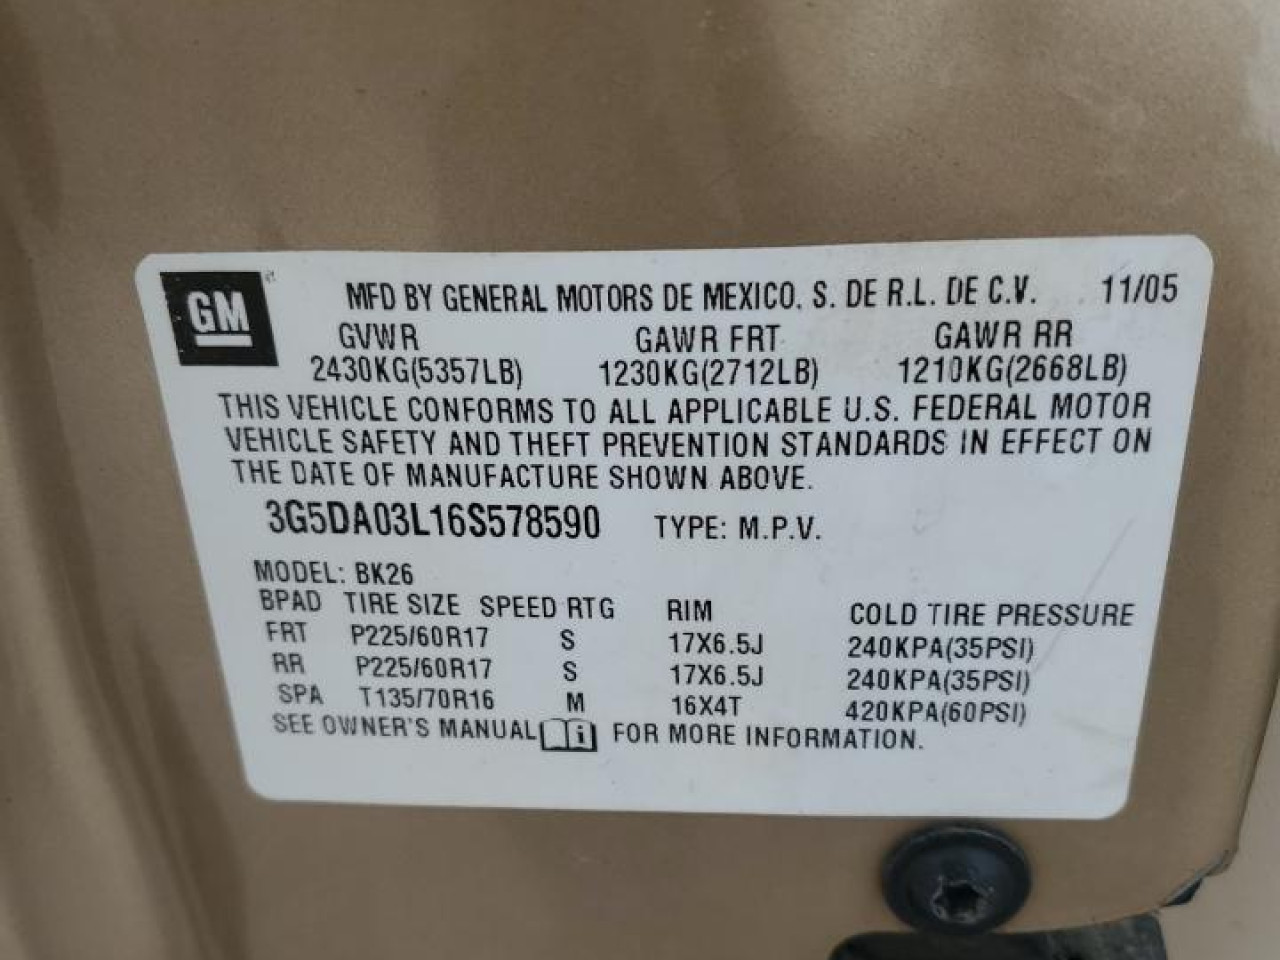 GM MFD BY GENERAL MOTORS DE MEXICO, S. DE R.L. DE C.V. 11/05
GVWR GAWR FRT GAWR RR
2430KG(5357LB) 1230KG(2712LB) 1210KG(2668LB)
THIS VEHICLE CONFORMS TO ALL APPLICABLE U.S. FEDERAL MOTOR
VEHICLE SAFETY AND THEFT PREVENTION STANDARDS IN EFFECT ON
THE DATE OF MANUFACTURE SHOWN ABOVE.
3G5DA03L16S578590 TYPE: M.P.V.
MODEL: BK26
BPAD TIRE SIZE SPEED RTG RIM COLD TIRE PRESSURE
FRT P225/60R17 S 17X6.5J 240KPA(35PSI)
RR P225/60R17 S 17X6.5J 240KPA(35PSI)
SPA T135/70R16 M 16X4T 420KPA(60PSI)
SEE OWNER'S MANUAL i FOR MORE INFORMATION.